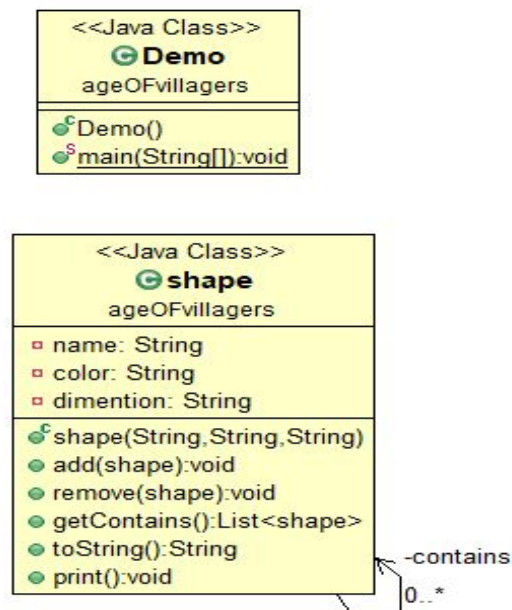 <<Java Class>>
Demo
ageOFvillagers
Demo()
main(String[]):void
<<Java Class>>
shape
ageOFvillagers
name: String
color: String
dimention: String
shape(String,String,String)
add(shape):void
remove(shape):void
getContains():List<shape>
toString():String
print():void
-contains
0..*